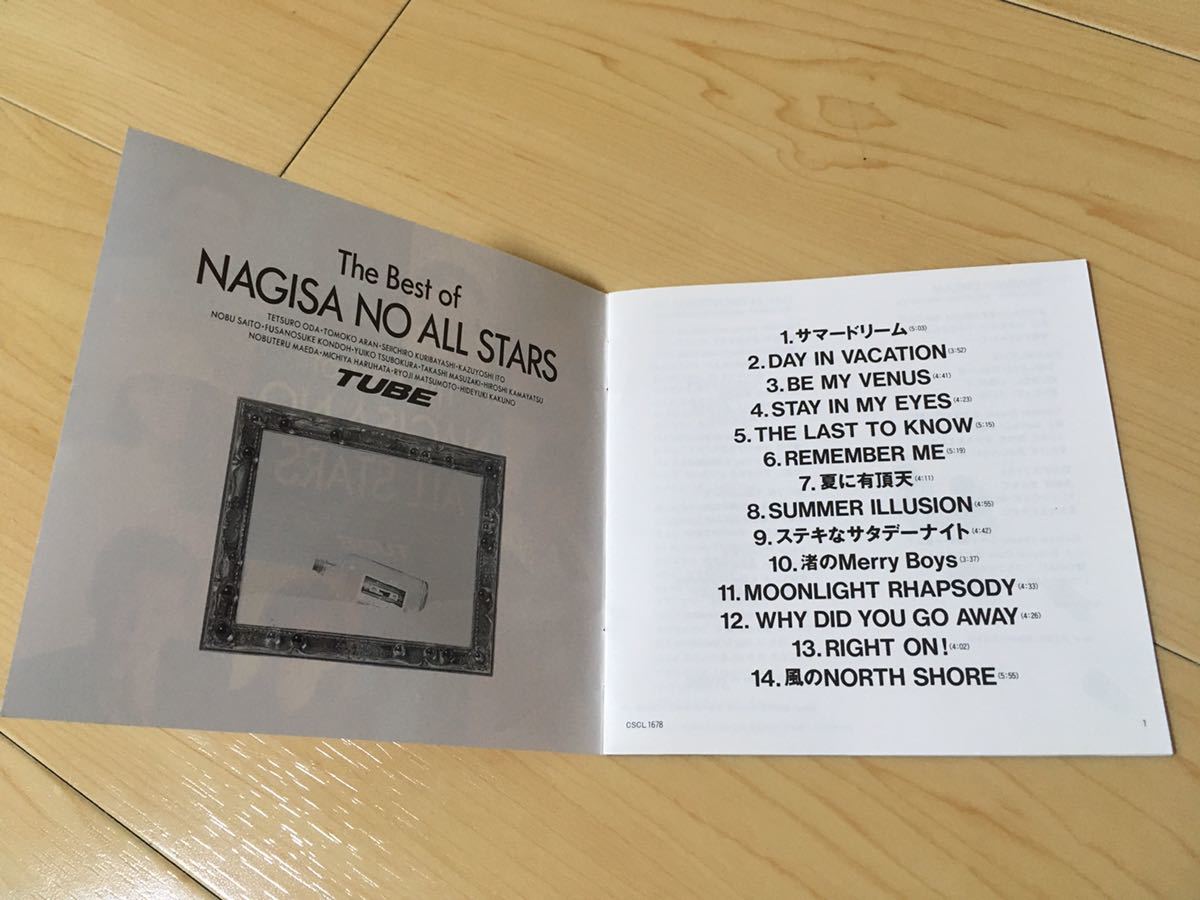 The Best of
NAGISA NO ALL STARS
TETSURO ODA・TOMOKO ARAN・SEIICHIRO KURIBAYASHI・KAZUYOSHI ITO
NOBU SAITO・FUSANOSUKE KONDOH・YUIKO TSUBOKURA・TAKASHI MASUZAKI・HIROSHI KAMAYATSU
NOBUTERU MAEDA・MICHIYA HARUHATA・RYOJI MATSUMOTO・HIDEYUKI KAKUNO
TUBE
1.サマードリーム(5:03)
2.DAY IN VACATION(3:52)
3.BE MY VENUS(4:41)
4.STAY IN MY EYES(4:23)
5.THE LAST TO KNOW(5:15)
6.REMEMBER ME(5:19)
7.夏に有頂天(4:11)
8.SUMMER ILLUSION(4:55)
9.ステキなサタデーナイト(4:42)
10.渚のMerry Boys(3:37)
11.MOONLIGHT RHAPSODY(4:33)
12. WHY DID YOU GO AWAY(4:26)
13.RIGHT ON!(4:02)
14.風のNORTH SHORE(5:55)
CSCL 1678
1